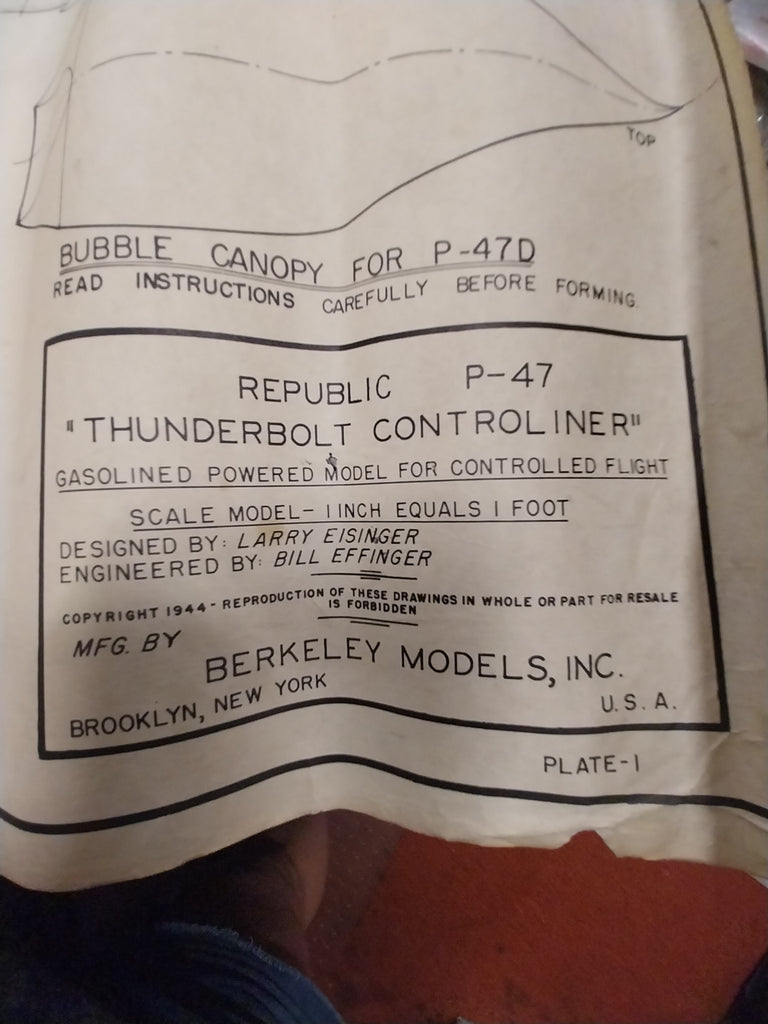 TOP
BUBBLE CANOPY FOR P-47D
READ INSTRUCTIONS CAREFULLY BEFORE FORMING.
REPUBLIC P-47
"THUNDERBOLT CONTROLINER"
GASOLINED POWERED MODEL FOR CONTROLLED FLIGHT
SCALE MODEL- 1 INCH EQUALS 1 FOOT
DESIGNED BY: LARRY EISINGER
ENGINEERED BY: BILL EFFINGER
COPYRIGHT 1944- REPRODUCTION OF THESE DRAWINGS IN WHOLE OR PART FOR RESALE
IS FORBIDDEN
MFG. BY
BERKELEY MODELS, INC.
BROOKLYN, NEW YORK
U. S. A.
PLATE-1